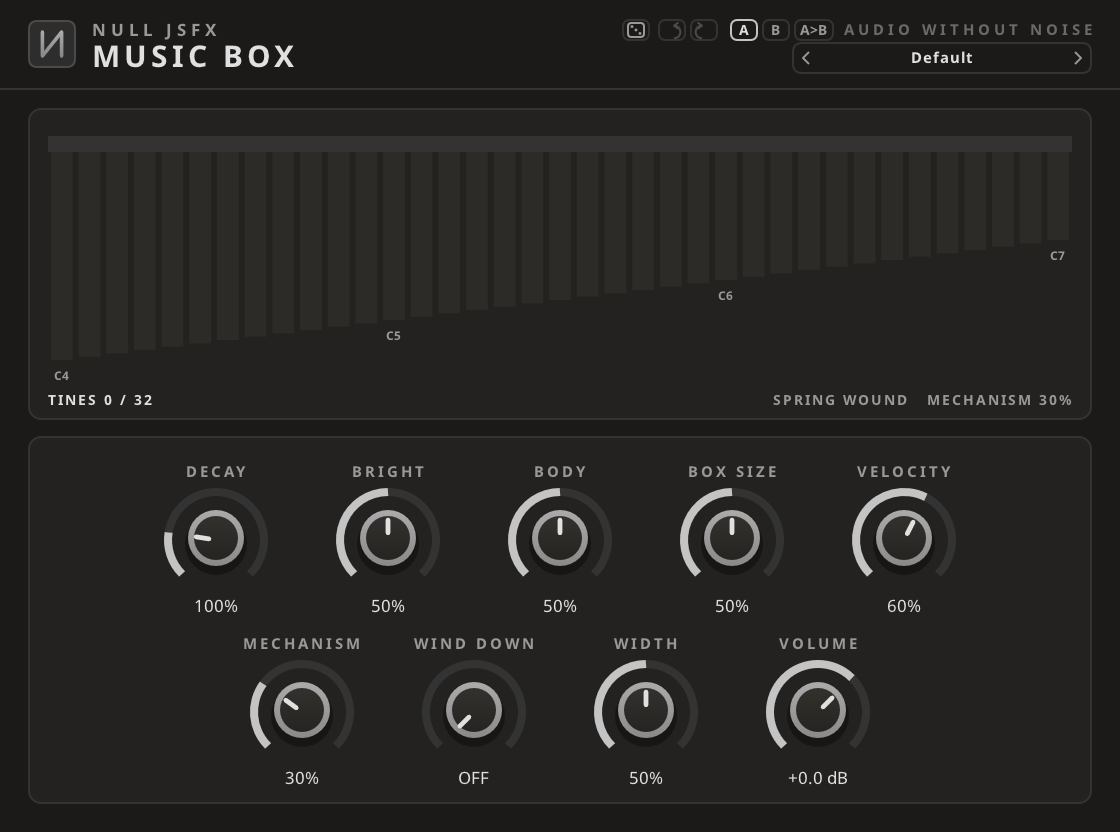 NULL JSFX
MUSIC BOX
A B A>B AUDIO WITHOUT NOISE
Default
C7
C6
C5
C4
TINES 0 / 32 SPRING WOUND MECHANISM 30%
DECAY BRIGHT BODY BOX SIZE VELOCITY
100% 50% 50% 50% 60%
MECHANISM WIND DOWN WIDTH VOLUME
30% OFF 50% +0.0 dB